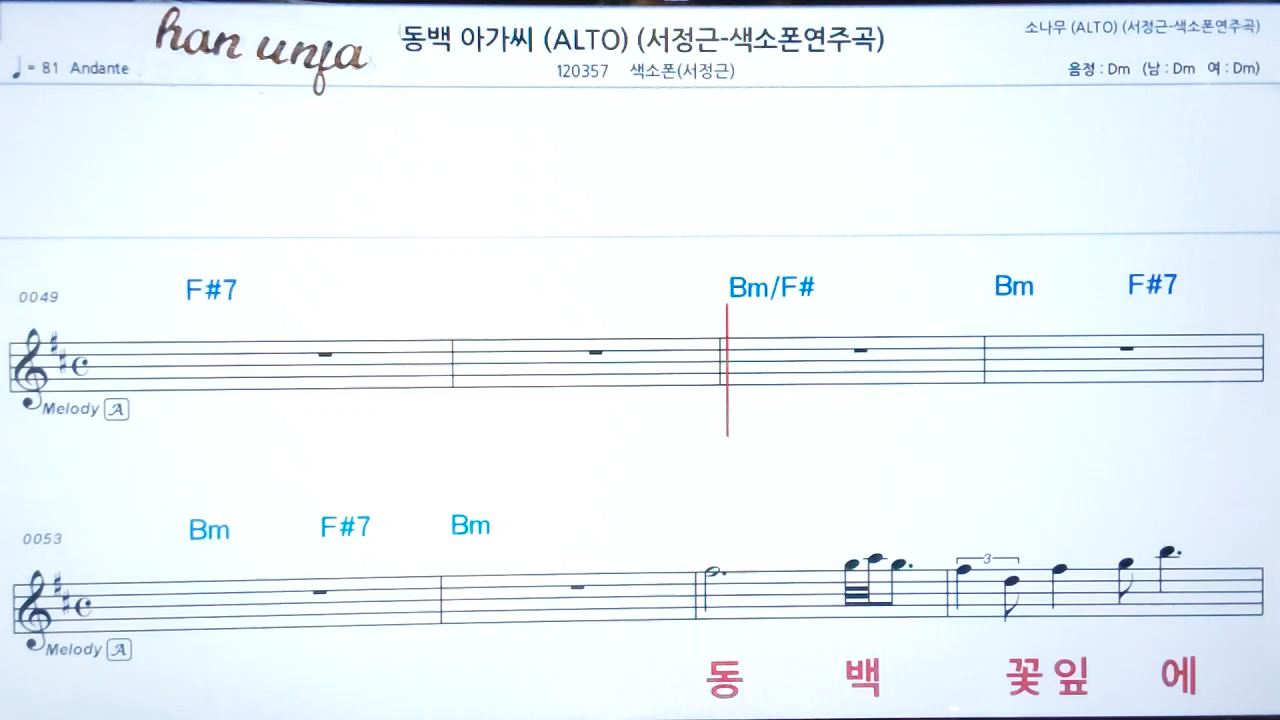 han unfa
동백 아가씨 (ALTO) (서정근-색소폰연주곡)
소나무 (ALTO) (서정근-색소폰연주곡)
= 81 Andante
120357 색소폰(서정근)
음정 : Dm (남 : Dm 여 : Dm)
0049 F#7 Bm/F# Bm F#7
Melody A
0053 Bm F#7 Bm
3
Melody A
동 백 꽃잎 에